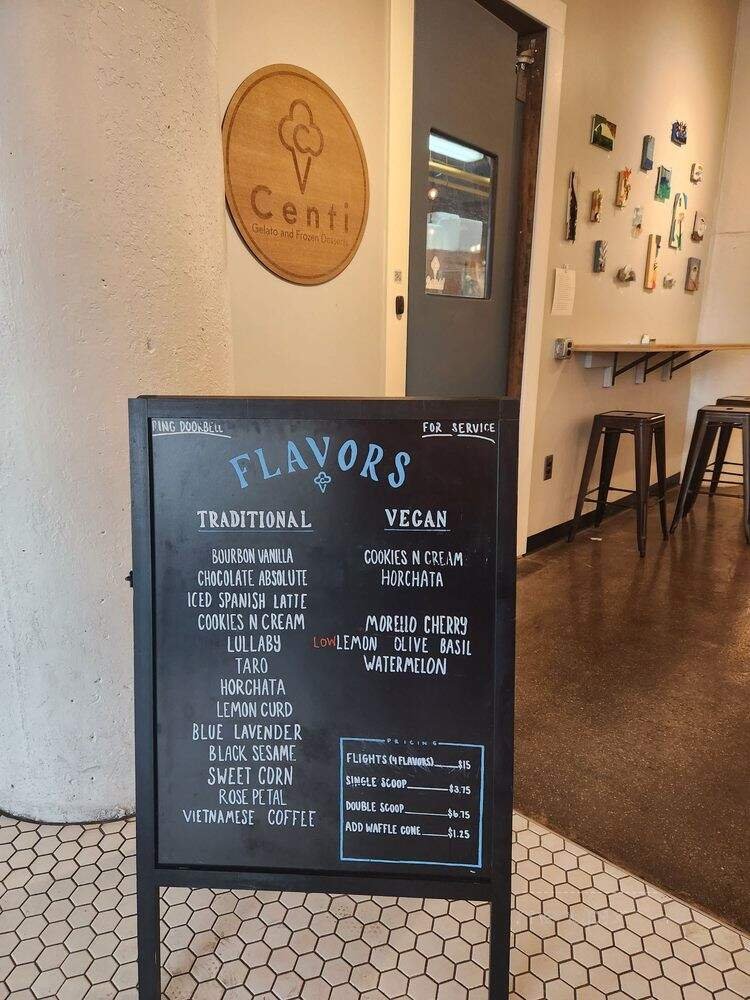 C
Centi
Gelato and Frozen Desserts
RING DOORBELL
FOR SERVICE
FLAVORS
TRADITIONAL
BOURBON VANILLA
CHOCOLATE ABSOLUTE
ICED SPANISH LATTE
COOKIES N CREAM
LULLABY
TARO
HORCHATA
LEMON CURD
BLUE LAVENDER
BLACK SESAME
SWEET CORN
ROSE PETAL
VIETNAMESE COFFEE
VEGAN
COOKIES N CREAM
HORCHATA
MORELLO CHERRY
LOW LEMON OLIVE BASIL
WATERMELON
PRICING
FLIGHTS (4 FLAVORS) $15
SINGLE SCOOP $3.75
DOUBLE SCOOP $6.75
ADD WAFFLE CONE $1.25